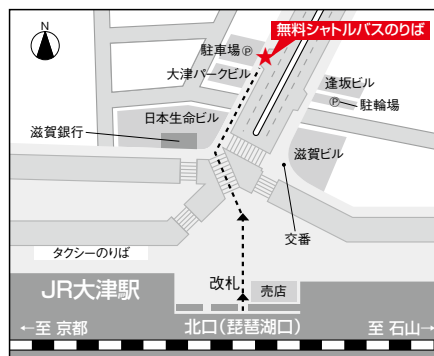 無料シャトルバスのりば
N
駐車場Ⓟ
大津パークビル
逢坂ビル
Ⓟ駐輪場
日本生命ビル
滋賀銀行
滋賀ビル
交番
タクシーのりば
JR大津駅
改札
売店
←至 京都
北口(琵琶湖口)
至 石山→